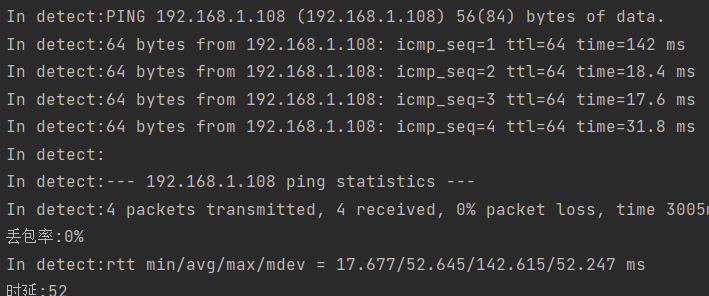 In detect:PING 192.168.1.108 (192.168.1.108) 56(84) bytes of data.
In detect:64 bytes from 192.168.1.108: icmp_seq=1 ttl=64 time=142 ms
In detect:64 bytes from 192.168.1.108: icmp_seq=2 ttl=64 time=18.4 ms
In detect:64 bytes from 192.168.1.108: icmp_seq=3 ttl=64 time=17.6 ms
In detect:64 bytes from 192.168.1.108: icmp_seq=4 ttl=64 time=31.8 ms
In detect:
In detect:--- 192.168.1.108 ping statistics ---
In detect:4 packets transmitted, 4 received, 0% packet loss, time 3005m
丢包率:0%
In detect:rtt min/avg/max/mdev = 17.677/52.645/142.615/52.247 ms
时延:52